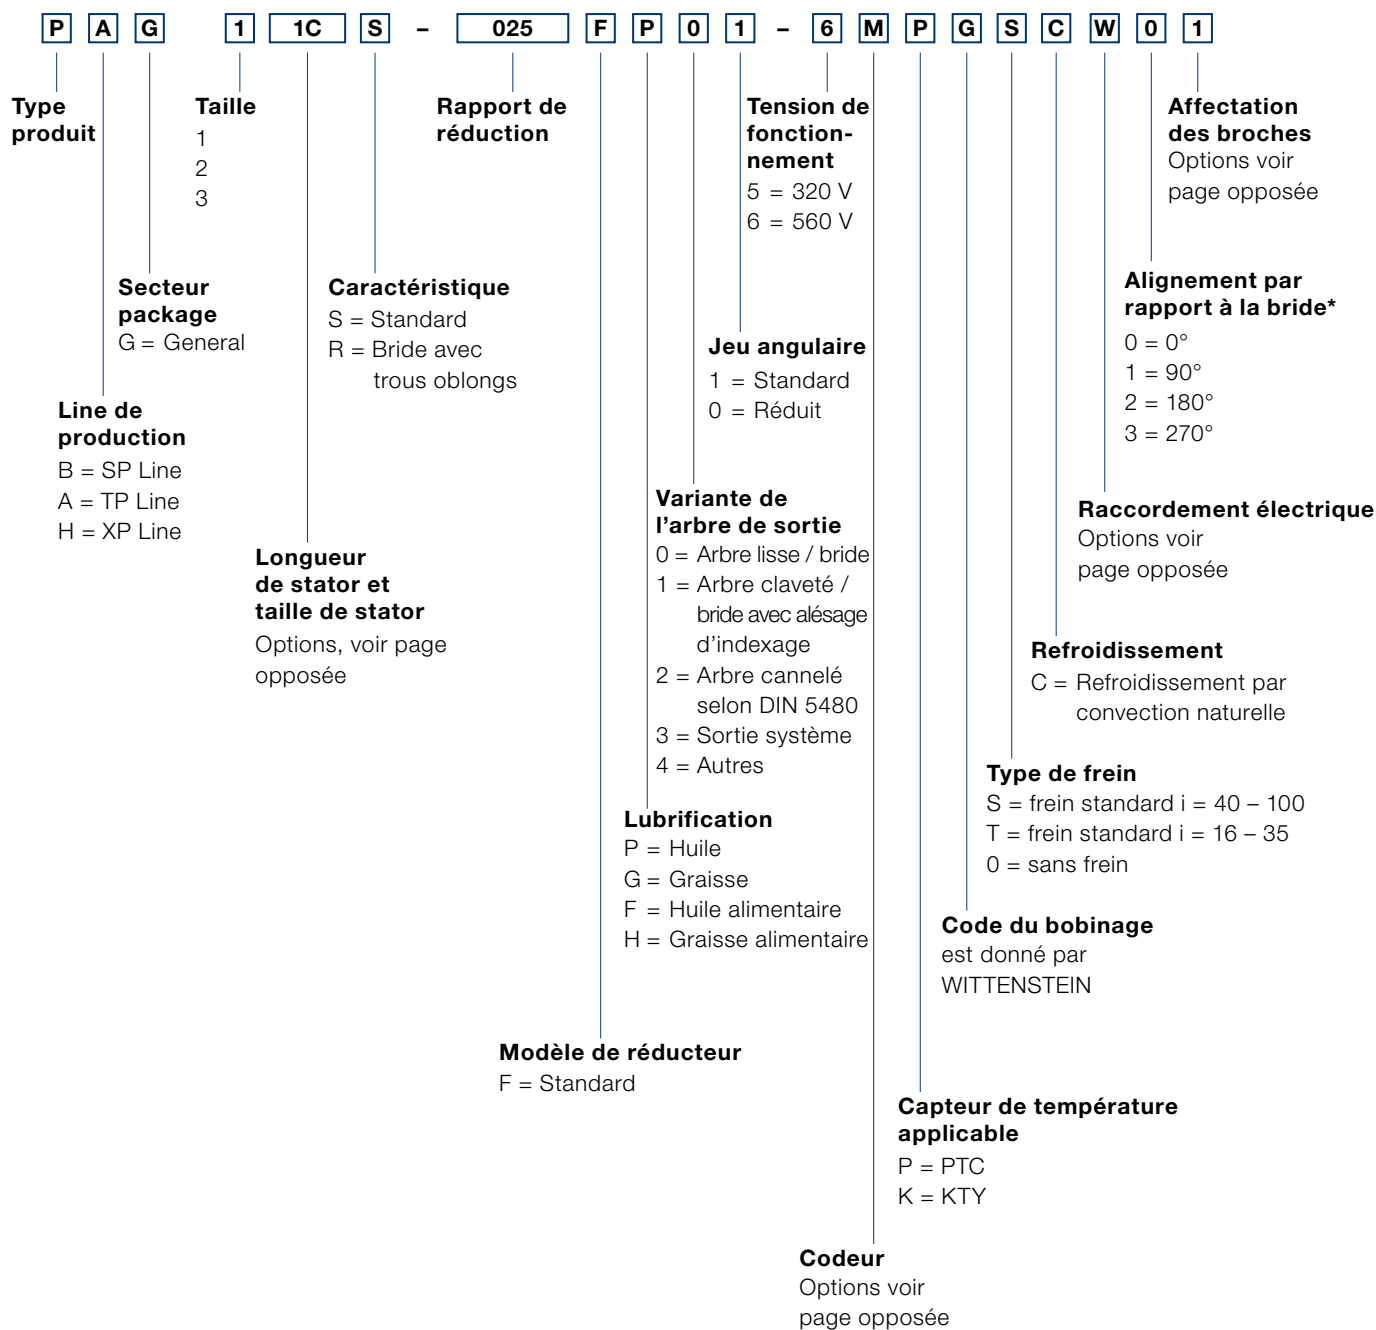 P A G 1 1C S – 025 F P 0 1 – 6 M P G S C W 0 1
Type
produit
Taille
1
2
3
Rapport de
réduction
Tension de
fonction-
nement
5 = 320 V
6 = 560 V
Affectation
des broches
Options voir
page opposée
Secteur
package
G = General
Caractéristique
S = Standard
R = Bride avec
trous oblongs
Jeu angulaire
1 = Standard
0 = Réduit
Alignement par
rapport à la bride*
0 = 0°
1 = 90°
2 = 180°
3 = 270°
Line de
production
B = SP Line
A = TP Line
H = XP Line
Longueur
de stator et
taille de stator
Options, voir page
opposée
Variante de
l’arbre de sortie
0 = Arbre lisse / bride
1 = Arbre claveté /
bride avec alésage
d’indexage
2 = Arbre cannelé
selon DIN 5480
3 = Sortie système
4 = Autres
Raccordement électrique
Options voir
page opposée
Refroidissement
C = Refroidissement par
convection naturelle
Type de frein
S = frein standard i = 40 – 100
T = frein standard i = 16 – 35
0 = sans frein
Lubrification
P = Huile
G = Graisse
F = Huile alimentaire
H = Graisse alimentaire
Code du bobinage
est donné par
WITTENSTEIN
Modèle de réducteur
F = Standard
Capteur de température
applicable
P = PTC
K = KTY
Codeur
Options voir
page opposée